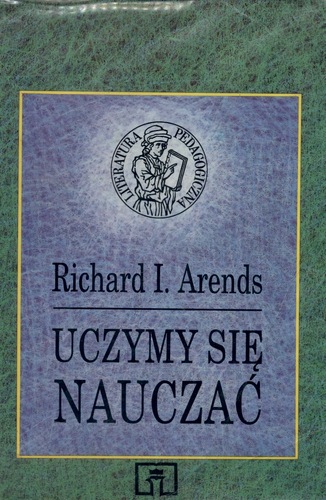 LITERATURA PEDAGOGICZNA
Richard I. Arends
UCZYMY SIĘ
NAUCZAĆ